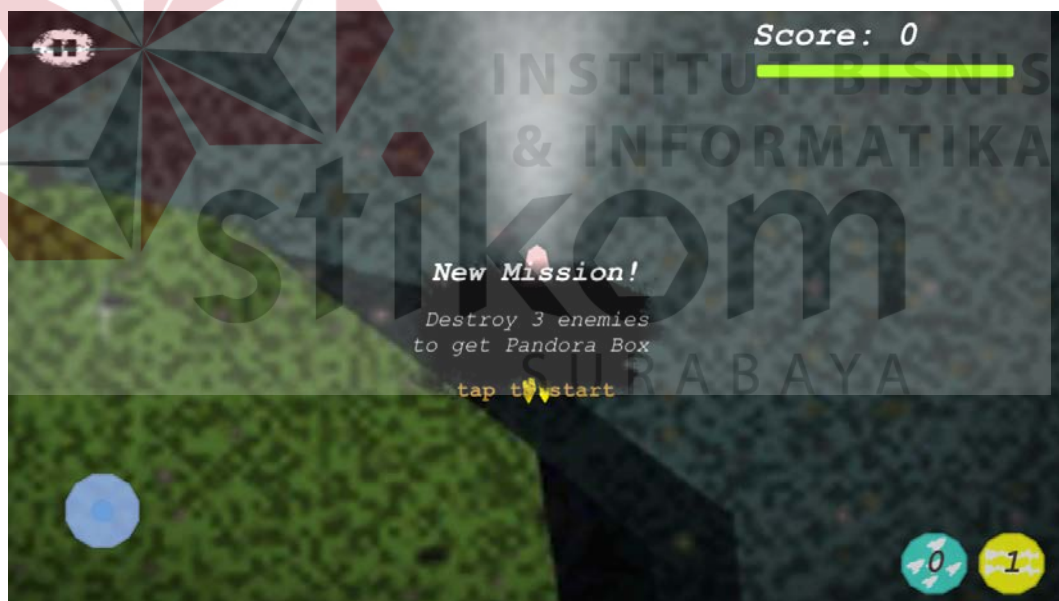 Score: 0
INSTITUT BISNIS
& INFORMATIKA
stikom
New Mission!
Destroy 3 enemies
to get Pandora Box
SURABAYA
tap to start
0
1